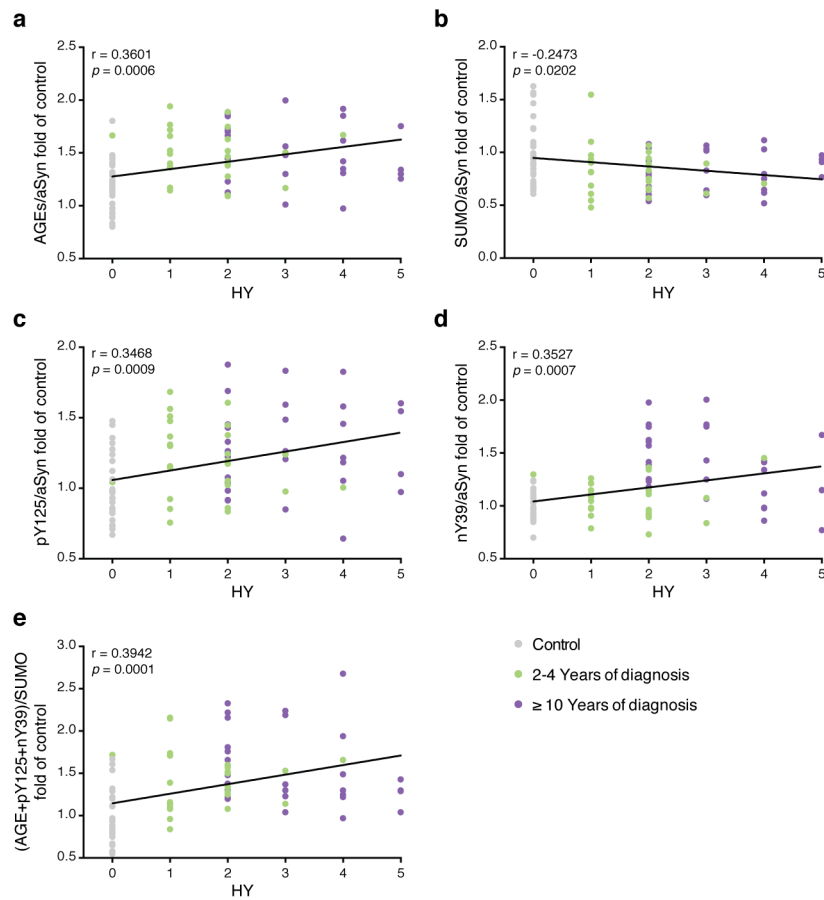 a
r = 0.3601
p = 0.0006
AGEs/aSyn fold of control
2.5
2.0
1.5
1.0
0.5
0 1 2 3 4 5
HY
b
r = -0.2473
p = 0.0202
SUMO/aSyn fold of control
2.0
1.5
1.0
0.5
0.0
0 1 2 3 4 5
HY
c
r = 0.3468
p = 0.0009
pY125/aSyn fold of control
2.0
1.5
1.0
0.5
0 1 2 3 4 5
HY
d
r = 0.3527
p = 0.0007
nY39/aSyn fold of control
2.5
2.0
1.5
1.0
0.5
0 1 2 3 4 5
HY
e
r = 0.3942
p = 0.0001
(AGE+pY125+nY39)/SUMO
fold of control
3.0
2.5
2.0
1.5
1.0
0.5
0 1 2 3 4 5
HY
Control
2-4 Years of diagnosis
≥ 10 Years of diagnosis